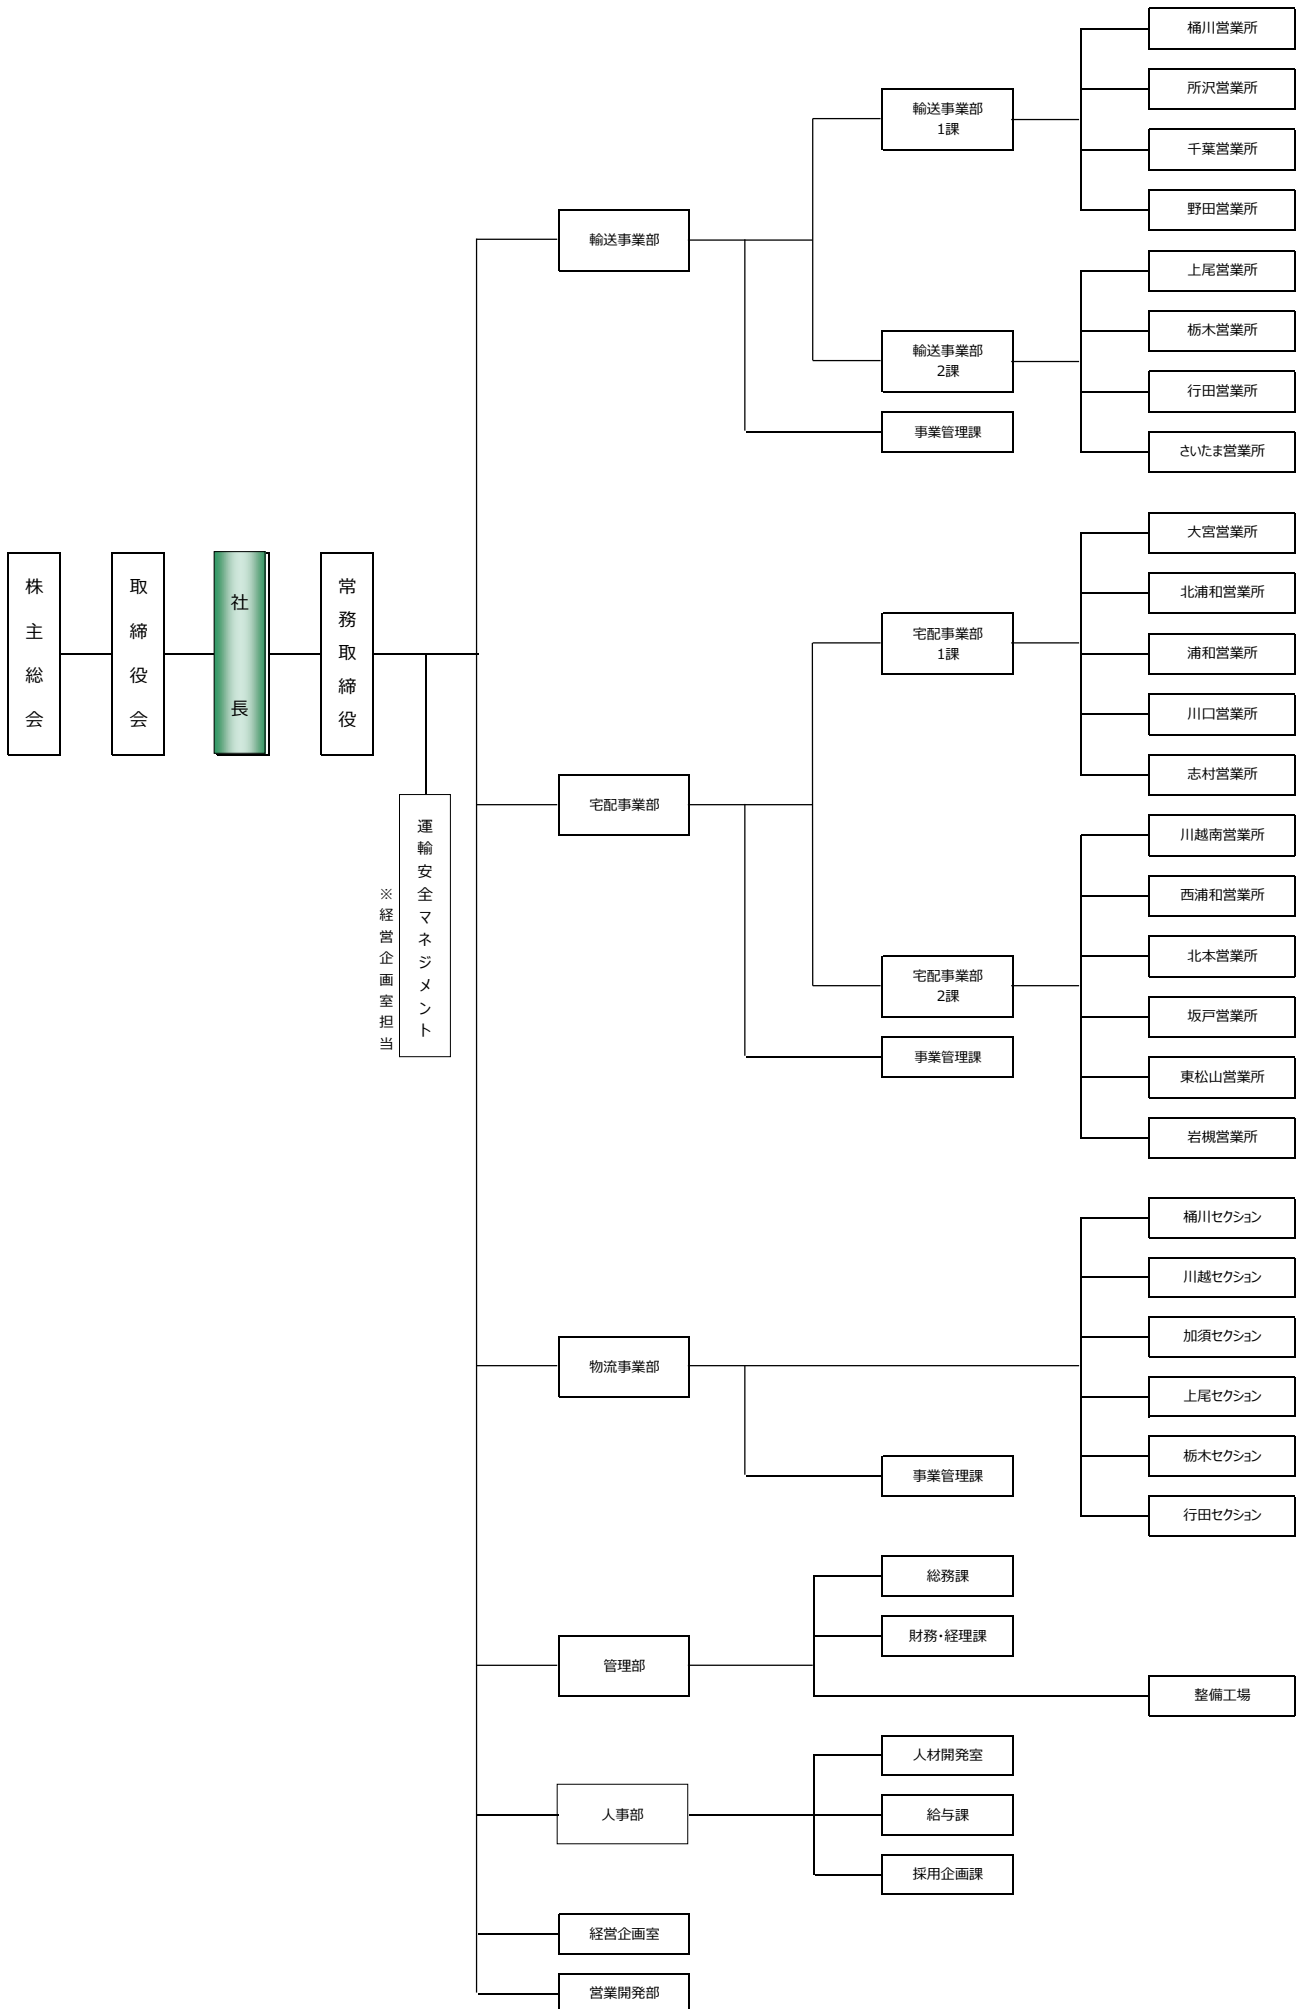 株主総会
取締役会
社長
常務取締役
運輸安全マネジメント
※経営企画室担当
輸送事業部
輸送事業部
1課
桶川営業所
所沢営業所
千葉営業所
野田営業所
輸送事業部
2課
上尾営業所
栃木営業所
行田営業所
さいたま営業所
事業管理課
宅配事業部
宅配事業部
1課
大宮営業所
北浦和営業所
浦和営業所
川口営業所
志村営業所
宅配事業部
2課
川越南営業所
西浦和営業所
北本営業所
坂戸営業所
東松山営業所
岩槻営業所
事業管理課
物流事業部
桶川セクション
川越セクション
加須セクション
上尾セクション
栃木セクション
行田セクション
事業管理課
管理部
総務課
財務・経理課
整備工場
人事部
人材開発室
給与課
採用企画課
経営企画室
営業開発部